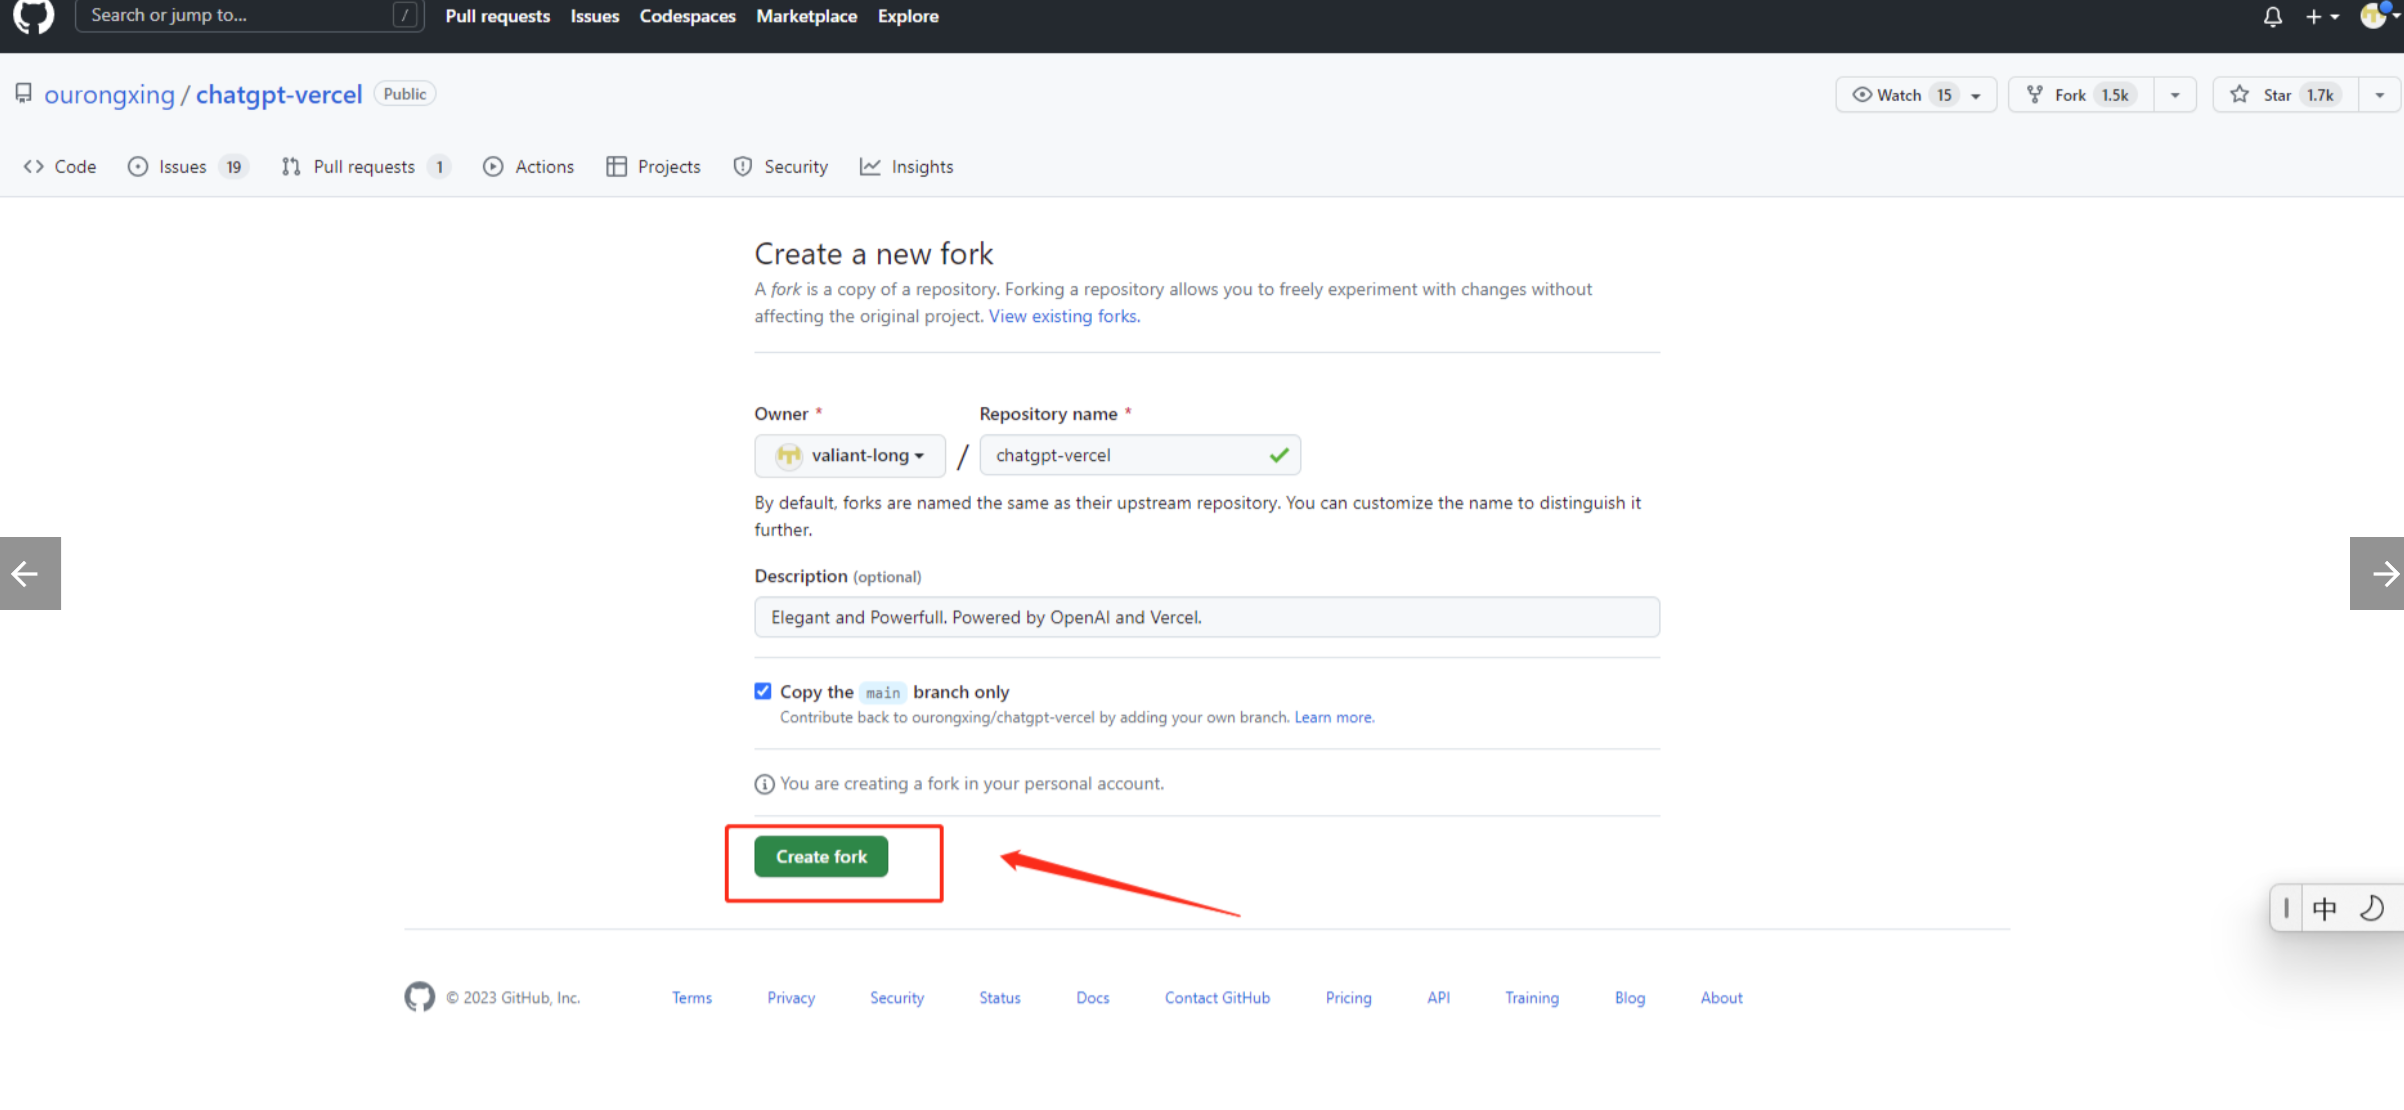 Search or jump to... / Pull requests Issues Codespaces Marketplace Explore
ourongxing / chatgpt-vercel Public Watch 15 Fork 1.5k Star 1.7k
Code Issues 19 Pull requests 1 Actions Projects Security Insights
Create a new fork
A fork is a copy of a repository. Forking a repository allows you to freely experiment with changes without
affecting the original project. View existing forks.
Owner * Repository name *
valiant-long / chatgpt-vercel
By default, forks are named the same as their upstream repository. You can customize the name to distinguish it
further.
Description (optional)
Elegant and Powerfull. Powered by OpenAI and Vercel.
Copy the main branch only
Contribute back to ourongxing/chatgpt-vercel by adding your own branch. Learn more.
You are creating a fork in your personal account.
Create fork
中
© 2023 GitHub, Inc. Terms Privacy Security Status Docs Contact GitHub Pricing API Training Blog About